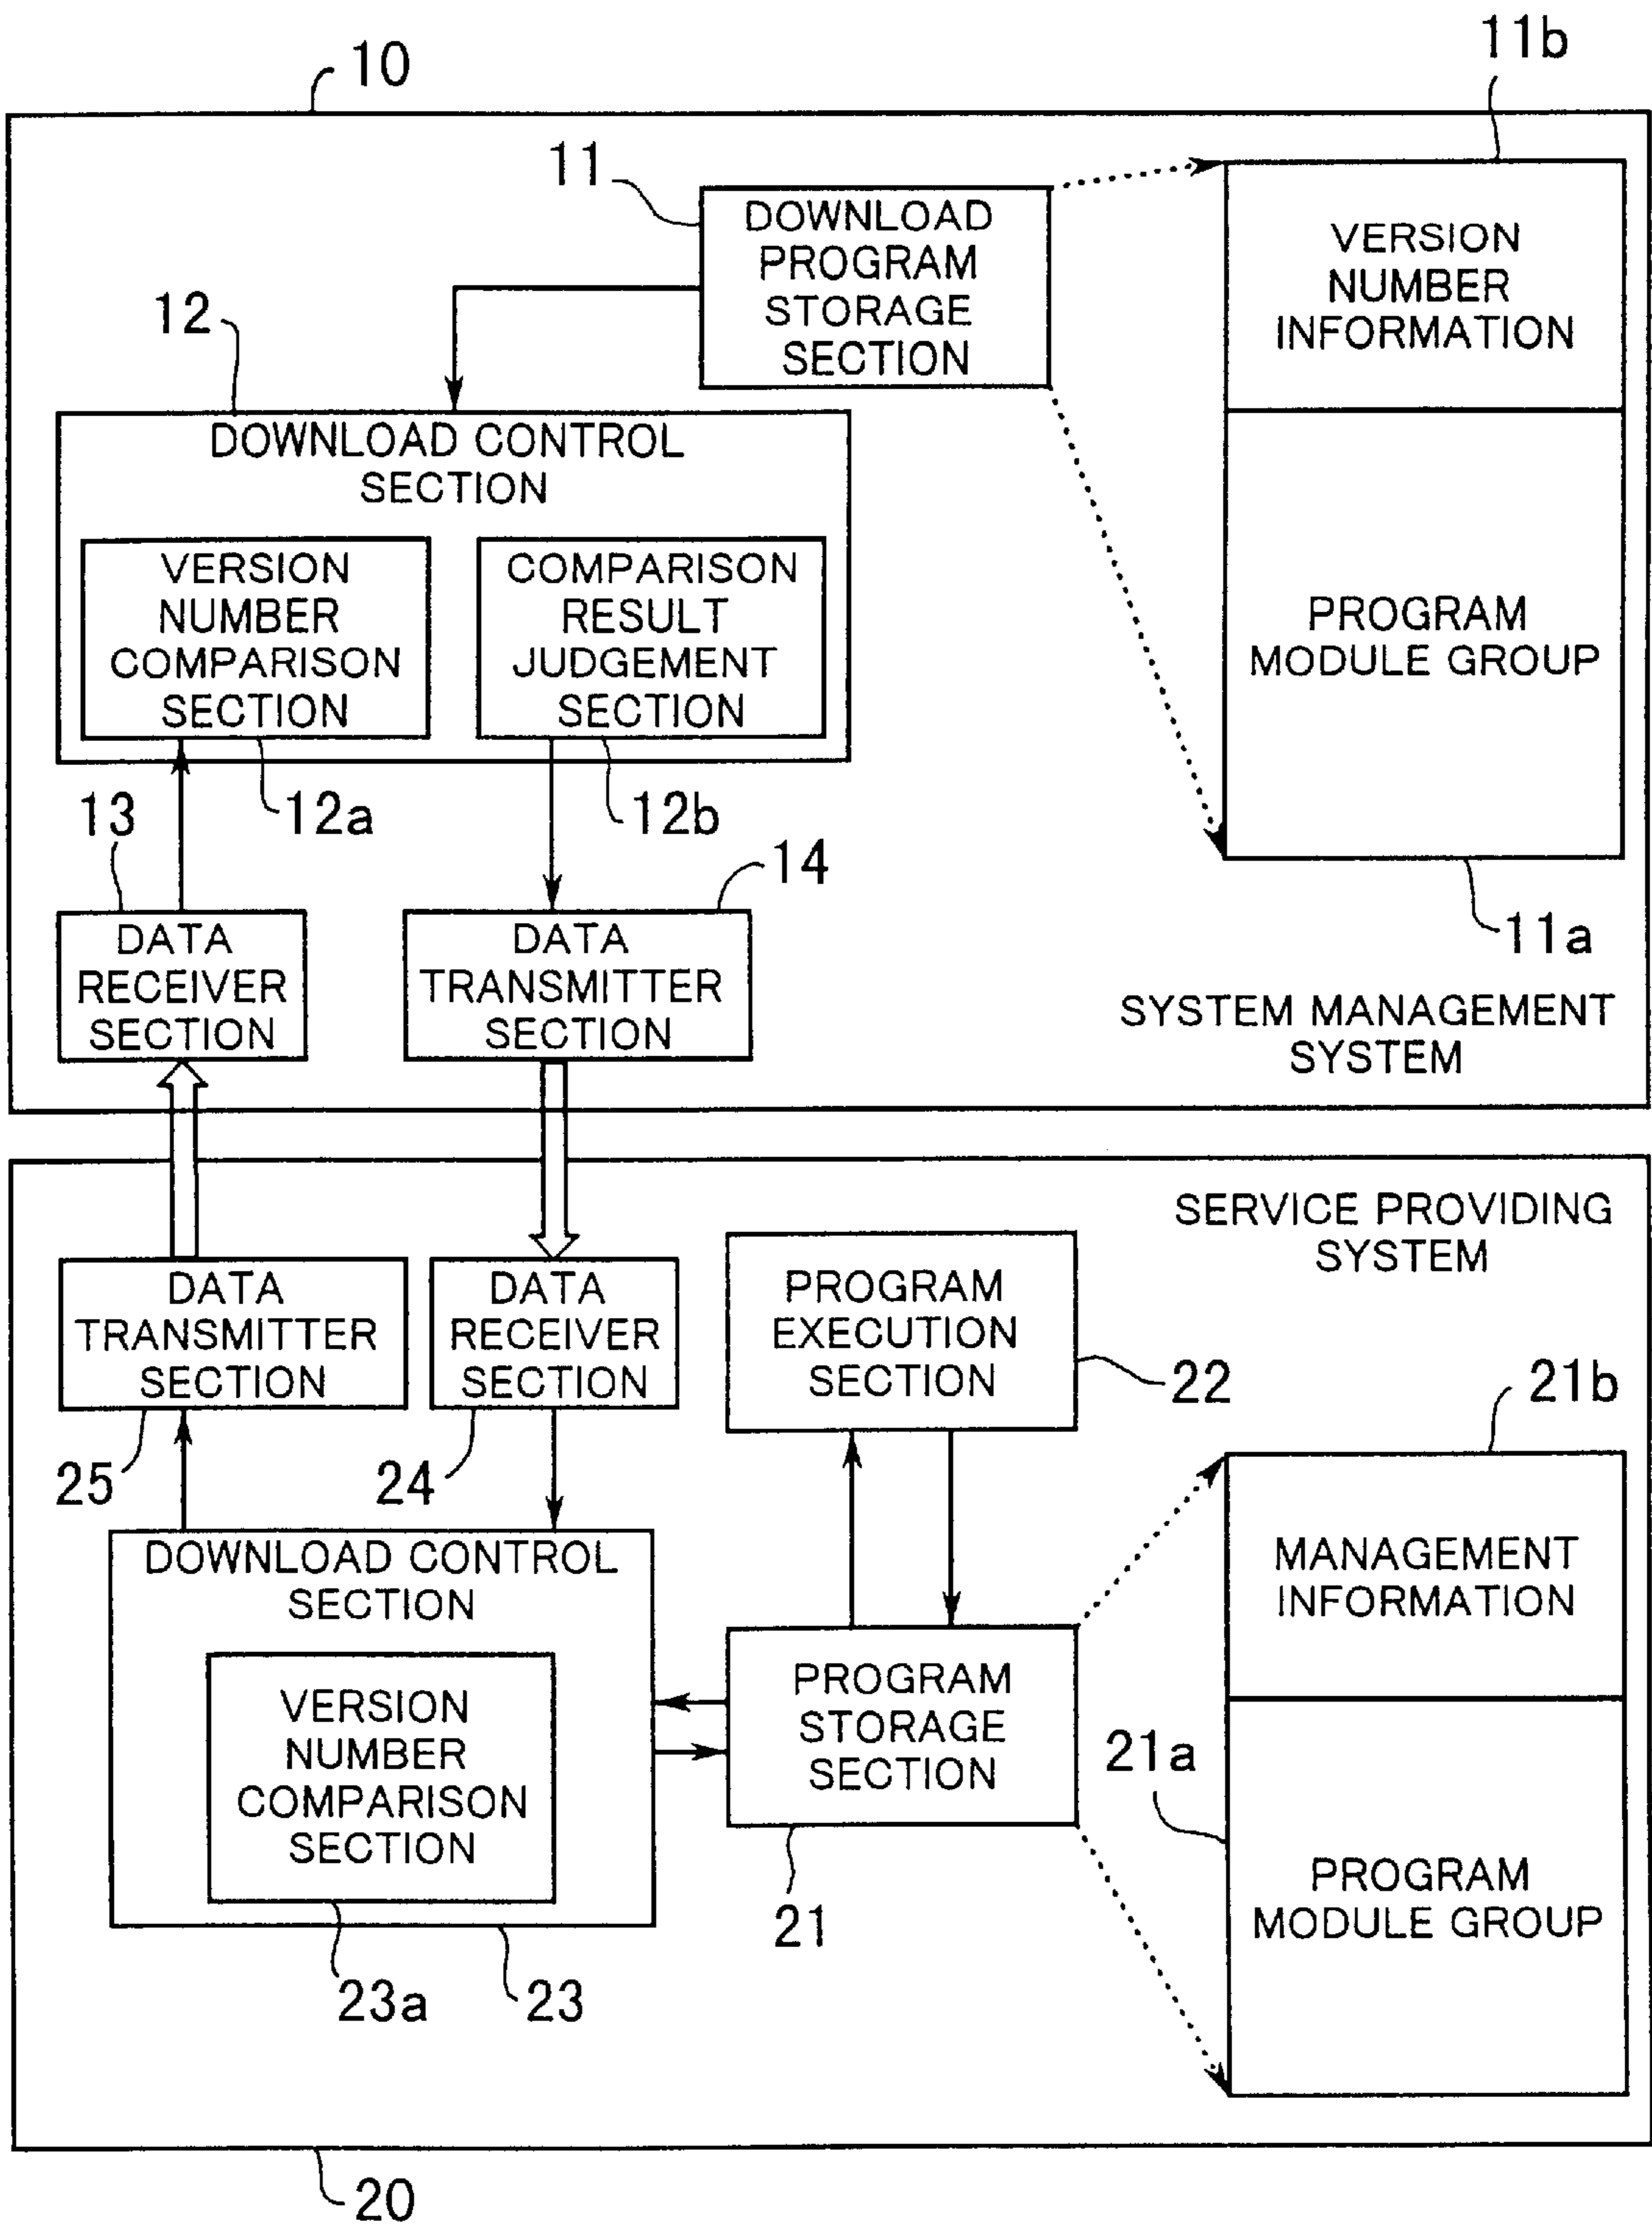 10
11b
11
DOWNLOAD
PROGRAM
STORAGE
SECTION
VERSION
NUMBER
INFORMATION
12
DOWNLOAD CONTROL
SECTION
VERSION
NUMBER
COMPARISON
SECTION
COMPARISON
RESULT
JUDGEMENT
SECTION
PROGRAM
MODULE GROUP
13
12a
12b
14
11a
DATA
RECEIVER
SECTION
DATA
TRANSMITTER
SECTION
SYSTEM MANAGEMENT
SYSTEM
SERVICE PROVIDING
SYSTEM
DATA
TRANSMITTER
SECTION
DATA
RECEIVER
SECTION
PROGRAM
EXECUTION
SECTION
22
21b
25
24
DOWNLOAD CONTROL
SECTION
VERSION
NUMBER
COMPARISON
SECTION
PROGRAM
STORAGE
SECTION
MANAGEMENT
INFORMATION
21a
PROGRAM
MODULE GROUP
21
23a
23
20